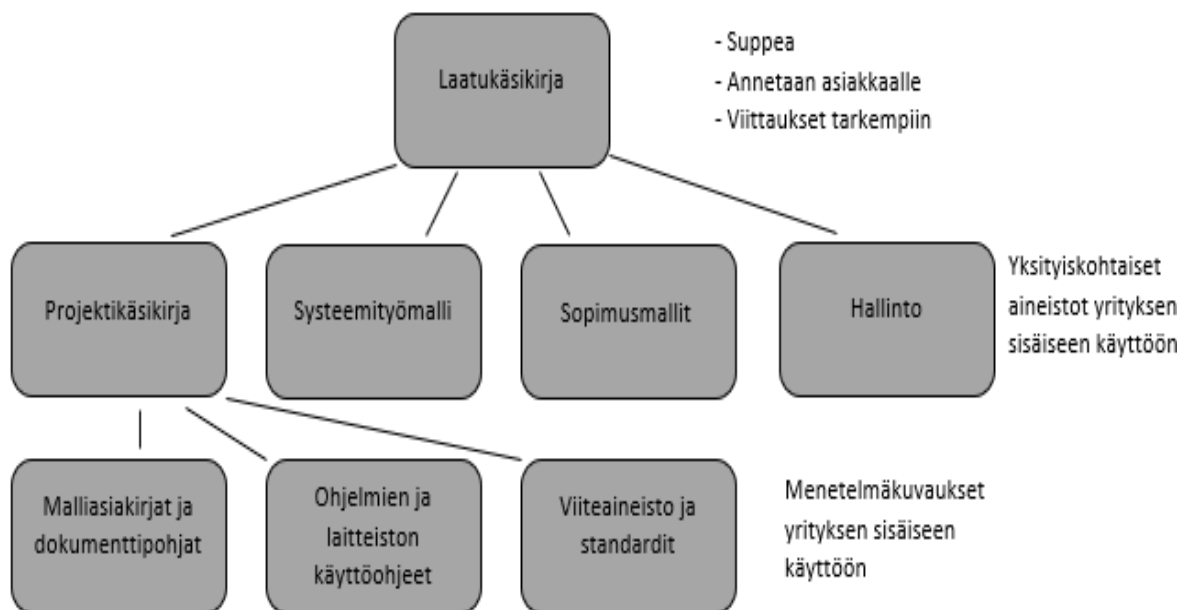 Laatukäsikirja
- Suppea
- Annetaan asiakkaalle
- Viittaukset tarkempiin
Projektikäsikirja
Systeemityömalli
Sopimusmallit
Hallinto
Yksityiskohtaiset
aineistot yrityksen
sisäiseen käyttöön
Malliasiakirjat ja
dokumenttipohjat
Ohjelmien ja
laitteiston
käyttöohjeet
Viiteaineisto ja
standardit
Menetelmäkuvaukset
yrityksen sisäiseen
käyttöön